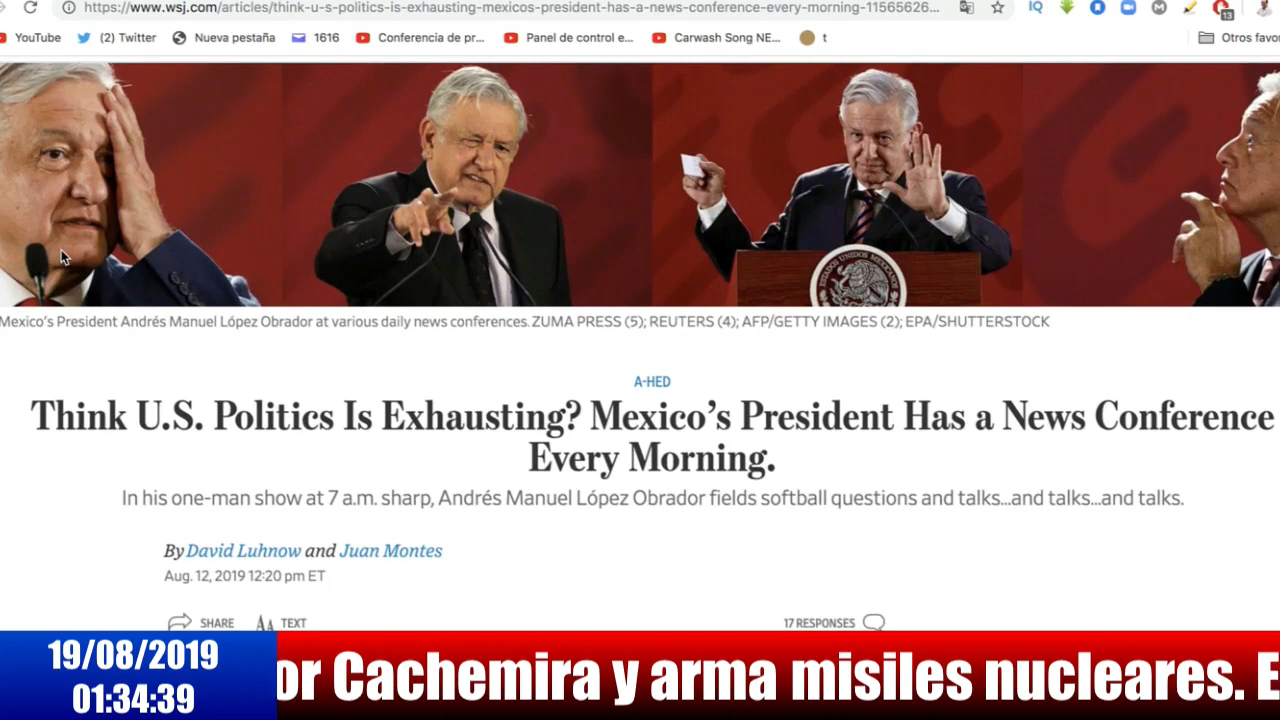 https://www.wsj.com/articles/think-u-s-politics-is-exhausting-mexicos-president-has-a-news-conference-every-morning-11565626...
IQ
M
13
YouTube
(2) Twitter
Nueva pestaña
1616
Conferencia de pr...
Panel de control e...
Carwash Song NE...
t
Otros favor
ESTADOS UNIDOS MEXICANOS
Mexico's President Andrés Manuel López Obrador at various daily news conferences. ZUMA PRESS (5); REUTERS (4); AFP/GETTY IMAGES (2); EPA/SHUTTERSTOCK
A-HED
Think U.S. Politics Is Exhausting? Mexico's President Has a News Conference
Every Morning.
In his one-man show at 7 a.m. sharp, Andrés Manuel López Obrador fields softball questions and talks...and talks...and talks.
By David Luhnow and Juan Montes
Aug. 12, 2019 12:20 pm ET
SHARE
AA TEXT
17 RESPONSES
19/08/2019
01:34:39
or Cachemira y arma misiles nucleares. E